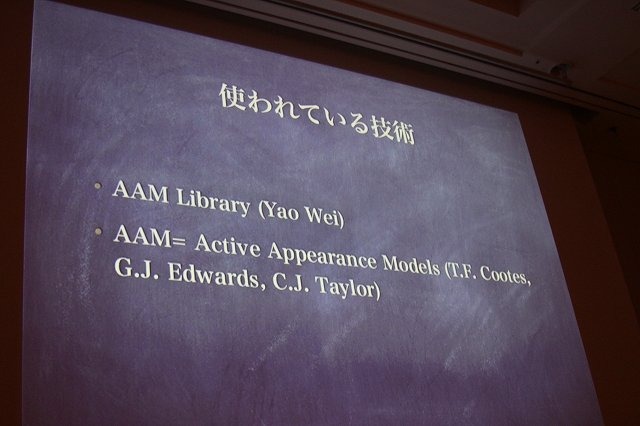 使われている技術
AAM Library (Yao Wei)
AAM= Active Appearance Models (T.F. Cootes,
G.J. Edwards, C.J. Taylor)